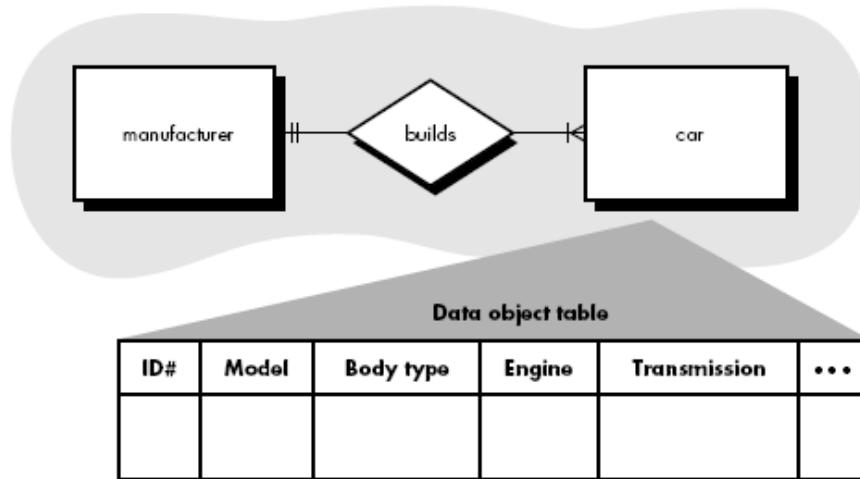 manufacturer builds car
Data object table
ID# Model Body type Engine Transmission •••